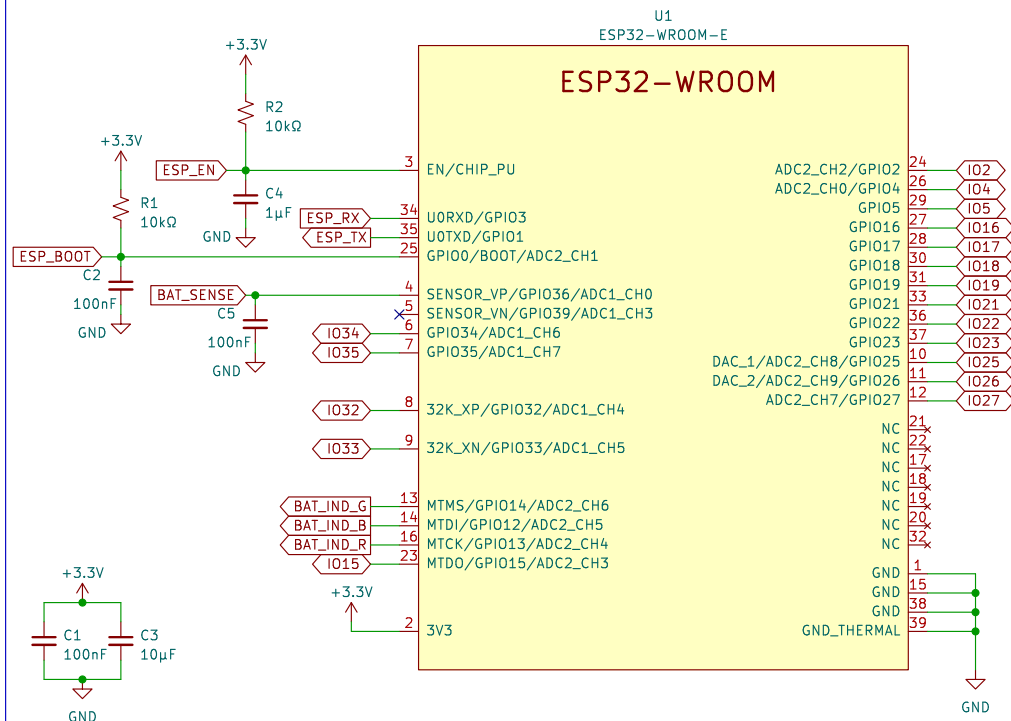 U1
ESP32-WROOM-E
ESP32-WROOM
+3.3V
R2
10kΩ
+3.3V
R1
10kΩ
ESP_EN
C4
1µF
GND
ESP_RX
ESP_TX
ESP_BOOT
C2
100nF
GND
BAT_SENSE
C5
100nF
GND
IO34
IO35
IO32
IO33
BAT_IND_G
BAT_IND_B
BAT_IND_R
IO15
+3.3V
3 EN/CHIP_PU
34 U0RXD/GPIO3
35 U0TXD/GPIO1
25 GPIO0/BOOT/ADC2_CH1
4 SENSOR_VP/GPIO36/ADC1_CH0
5 SENSOR_VN/GPIO39/ADC1_CH3
6 GPIO34/ADC1_CH6
7 GPIO35/ADC1_CH7
8 32K_XP/GPIO32/ADC1_CH4
9 32K_XN/GPIO33/ADC1_CH5
13 MTMS/GPIO14/ADC2_CH6
14 MTDI/GPIO12/ADC2_CH5
16 MTCK/GPIO13/ADC2_CH4
23 MTDO/GPIO15/ADC2_CH3
2 3V3
ADC2_CH2/GPIO2 24 IO2
ADC2_CH0/GPIO4 26 IO4
GPIO5 29 IO5
GPIO16 27 IO16
GPIO17 28 IO17
GPIO18 30 IO18
GPIO19 31 IO19
GPIO21 33 IO21
GPIO22 36 IO22
GPIO23 37 IO23
DAC_1/ADC2_CH8/GPIO25 10 IO25
DAC_2/ADC2_CH9/GPIO26 11 IO26
ADC2_CH7/GPIO27 12 IO27
NC 21
NC 22
NC 17
NC 18
NC 19
NC 20
NC 32
GND 1
GND 15
GND 38
GND_THERMAL 39
GND
+3.3V
C1
100nF
C3
10µF
GND